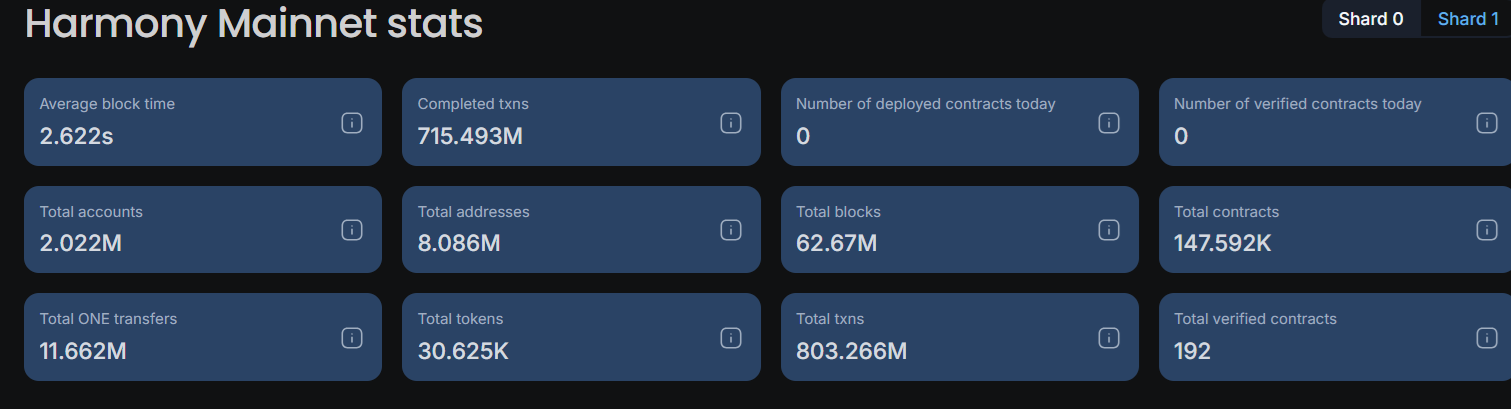 Harmony Mainnet stats
Shard 0 Shard 1
Average block time
2.622s
Completed txns
715.493M
Number of deployed contracts today
0
Number of verified contracts today
0
Total accounts
2.022M
Total addresses
8.086M
Total blocks
62.67M
Total contracts
147.592K
Total ONE transfers
11.662M
Total tokens
30.625K
Total txns
803.266M
Total verified contracts
192